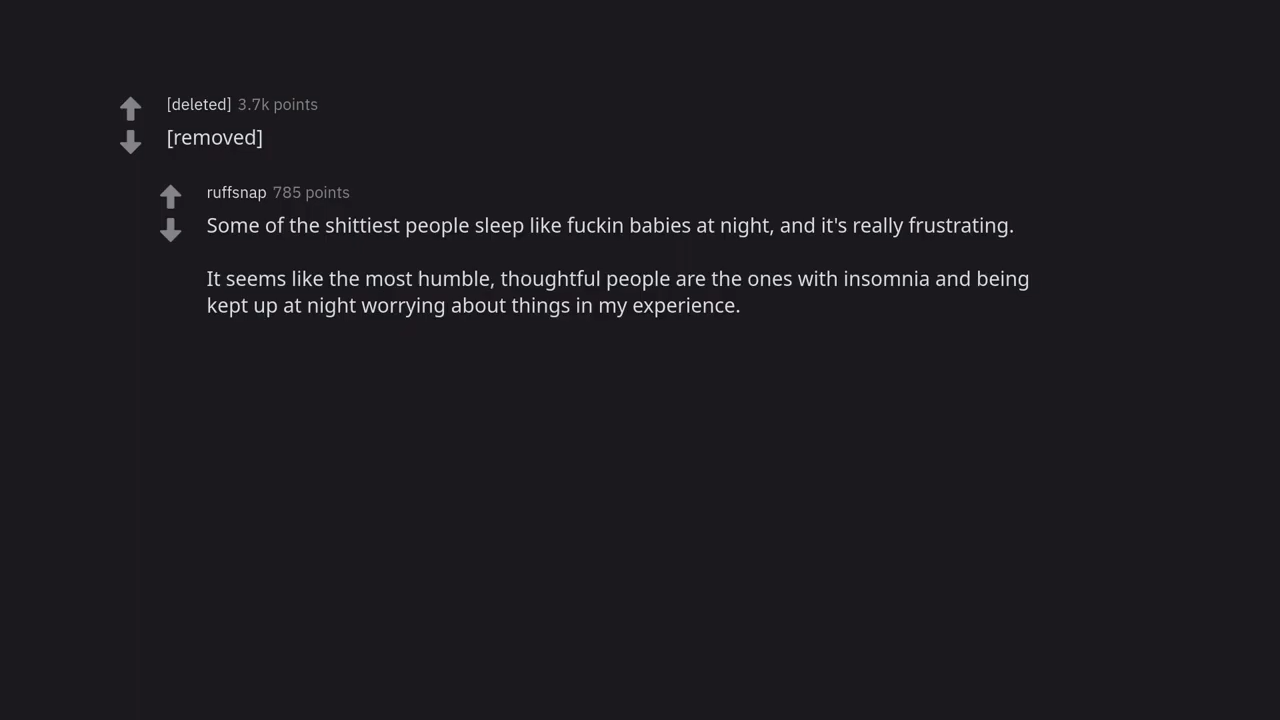 [deleted] 3.7k points
[removed]
ruffsnap 785 points
Some of the shittiest people sleep like fuckin babies at night, and it's really frustrating.
It seems like the most humble, thoughtful people are the ones with insomnia and being
kept up at night worrying about things in my experience.